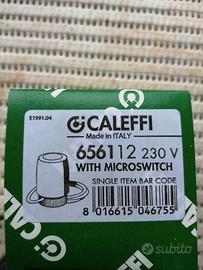 E1991.04
CALEFFI
Made in ITALY
656112 230 V
WITH MICROSWITCH
SINGLE ITEM BAR CODE
8 016615 046755
subito